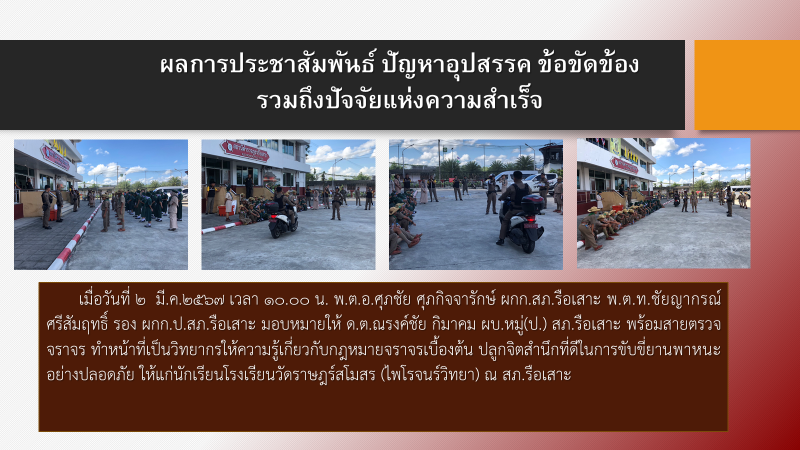 ผลการประชาสัมพันธ์ ปัญหาอุปสรรค ข้อขัดข้อง
รวมถึงปัจจัยแห่งความสำเร็จ
เมื่อวันที่ ๒ มี.ค.๒๕๖๗ เวลา ๑๐.๐๐ น. พ.ต.อ.ศุภชัย ศุภกิจจารักษ์ ผกก.สภ.รือเสาะ พ.ต.ท.ชัยญากรณ์
ศรีสัมฤทธิ์ รอง ผกก.ป.สภ.รือเสาะ มอบหมายให้ ด.ต.ณรงค์ชัย กิมาคม ผบ.หมู่(ป.) สภ.รือเสาะ พร้อมสายตรวจ
จราจร ทำหน้าที่เป็นวิทยากรให้ความรู้เกี่ยวกับกฎหมายจราจรเบื้องต้น ปลูกจิตสำนึกที่ดีในการขับขี่ยานพาหนะ
อย่างปลอดภัย ให้แก่นักเรียนโรงเรียนวัดราษฎร์สโมสร (ไพโรจน์วิทยา) ณ สภ.รือเสาะ